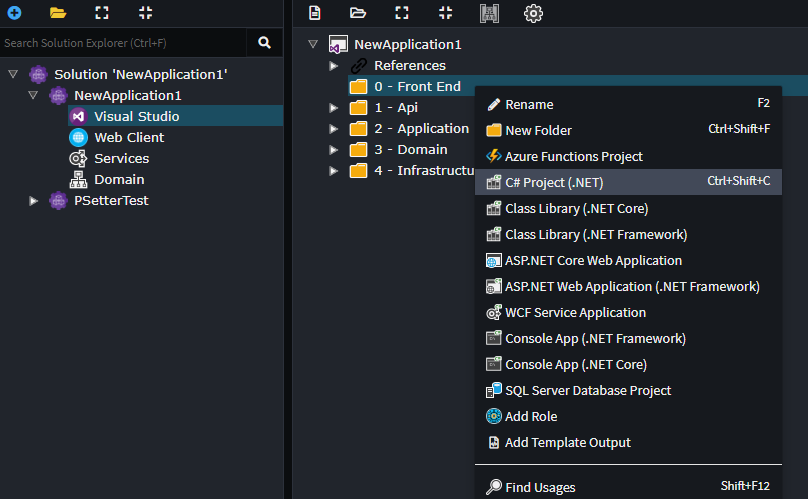 Search Solution Explorer (Ctrl+F)
Solution 'NewApplication1'
NewApplication1
Visual Studio
Web Client
Services
Domain
PSetterTest
NewApplication1
References
0 - Front End
1 - Api
2 - Application
3 - Domain
4 - Infrastructu
Rename F2
New Folder Ctrl+Shift+F
Azure Functions Project
C# Project (.NET) Ctrl+Shift+C
Class Library (.NET Core)
Class Library (.NET Framework)
ASP.NET Core Web Application
ASP.NET Web Application (.NET Framework)
WCF Service Application
Console App (.NET Framework)
Console App (.NET Core)
SQL Server Database Project
Add Role
Add Template Output
Find Usages Shift+F12